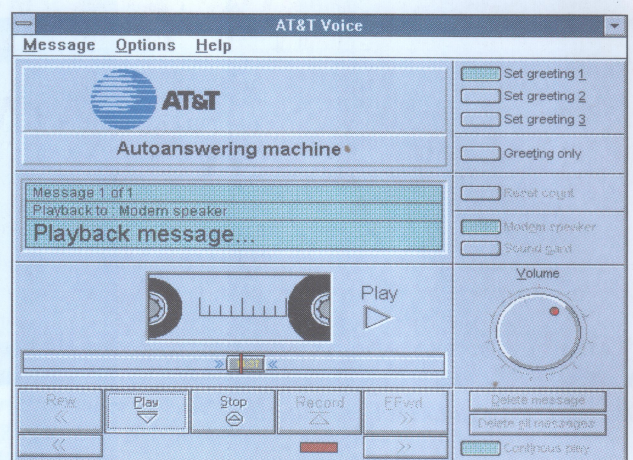 AT&T Voice
Message Options Help
AT&T
Autoanswering machine
Message 1 of 1
Playback to : Modem speaker
Playback message...
Play
Rew
Play
Stop
Record
FFwd
Set greeting 1
Set greeting 2
Set greeting 3
Greeting only
Reset count
Modem speaker
Sound card
Volume
Delete message
Delete all messages
Continous play